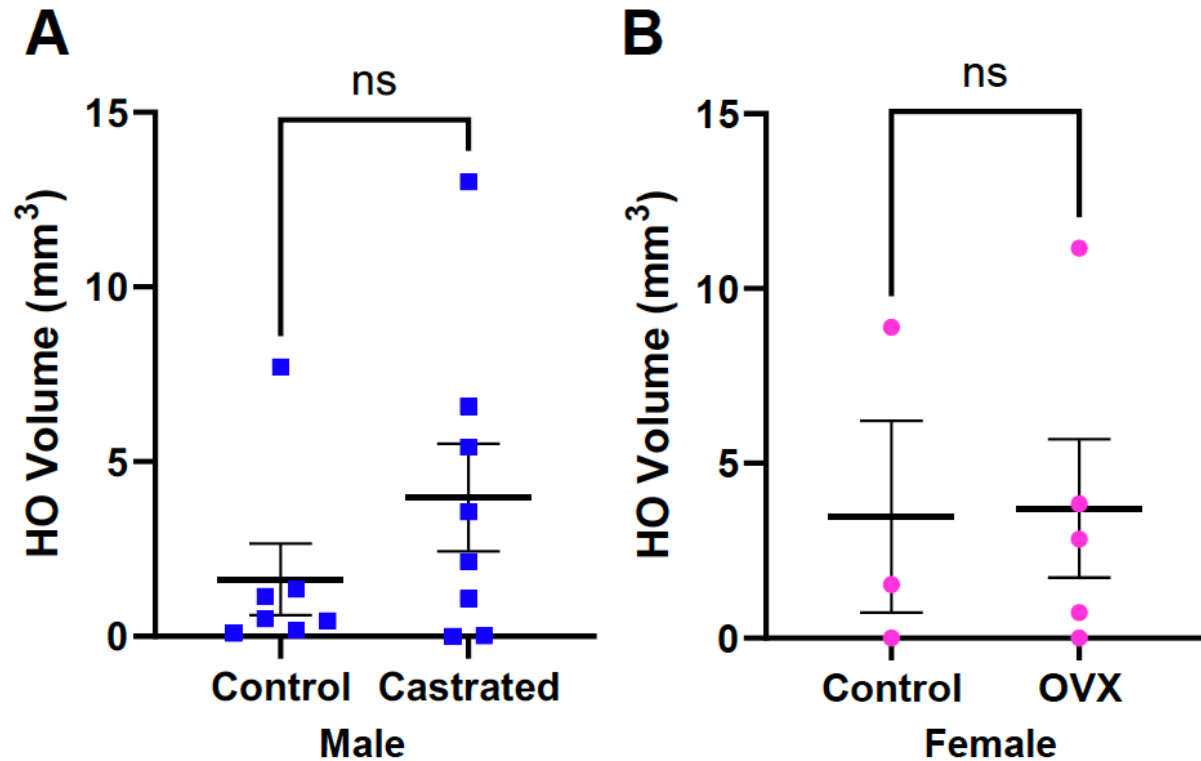 A
ns
15
10
5
0
HO Volume (mm³)
Control
Castrated
Male
B
ns
15
10
5
0
HO Volume (mm³)
Control
OVX
Female